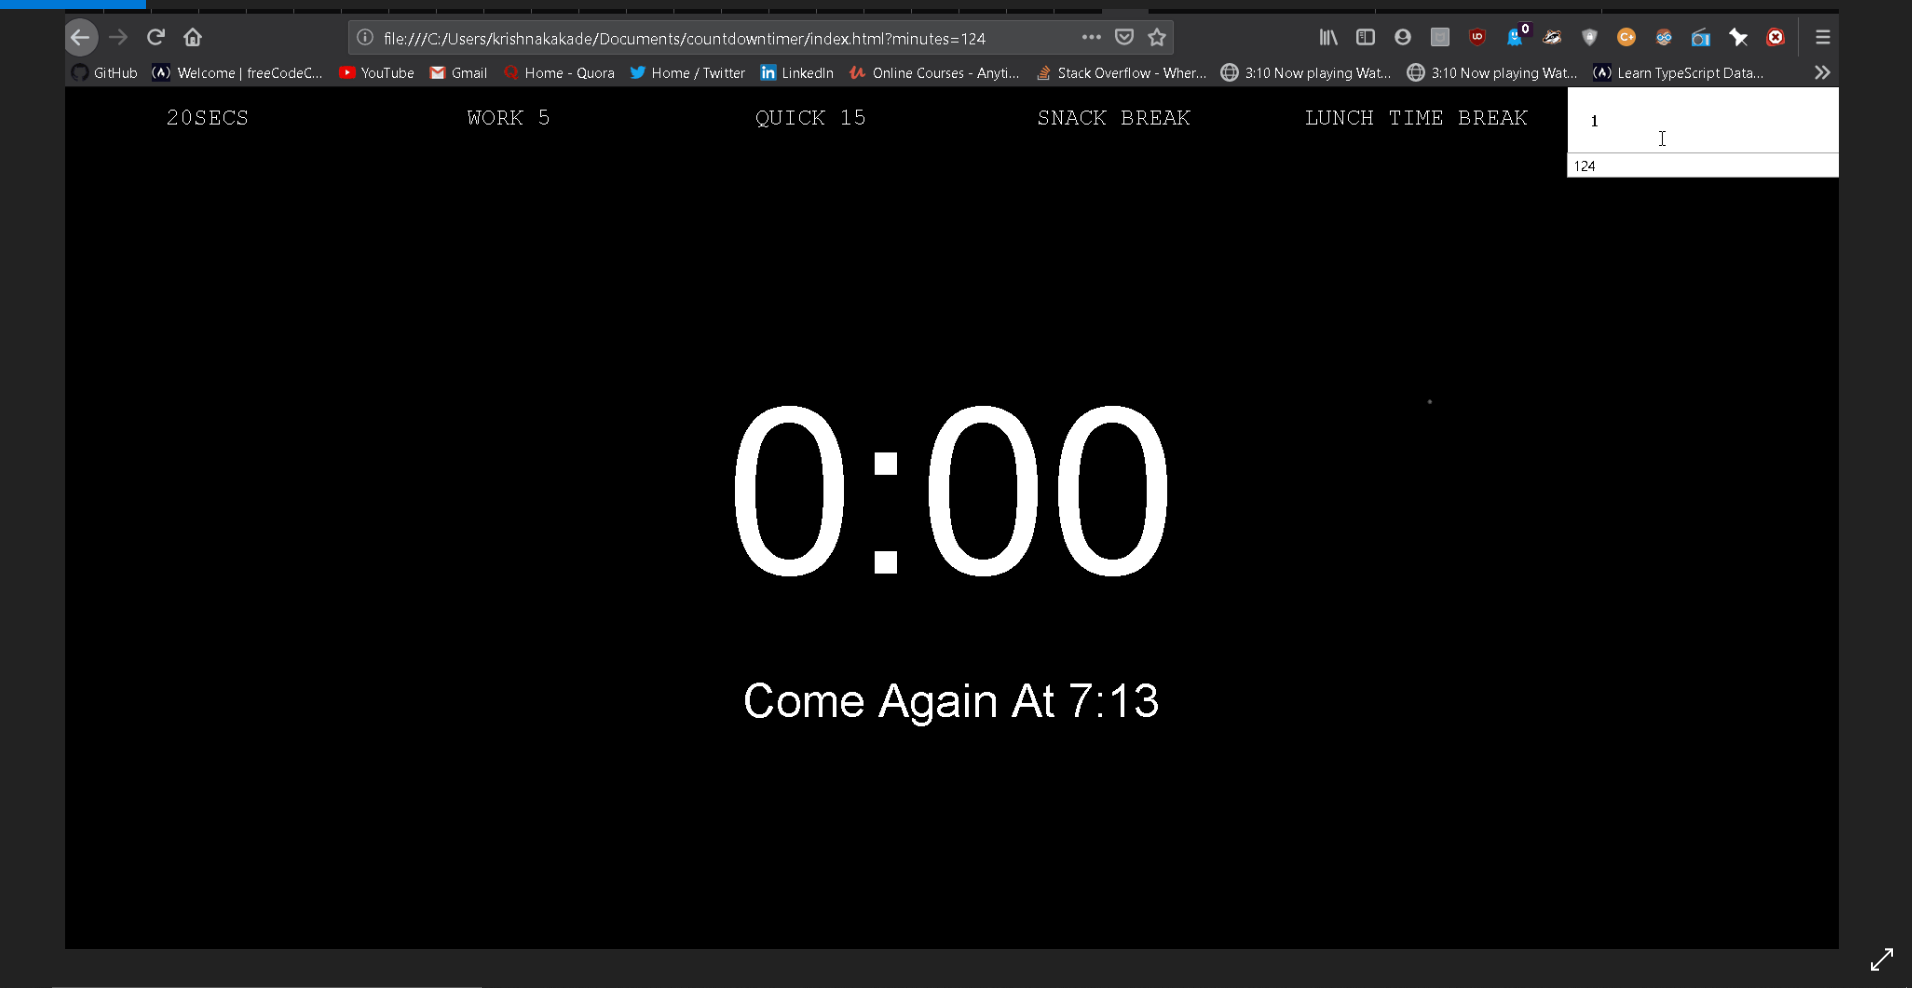 file:///C:/Users/krishnakakade/Documents/countdowntimer/index.html?minutes=124
0
GitHub Welcome | freeCodeC... YouTube Gmail Home - Quora Home / Twitter LinkedIn Online Courses - Anyti... Stack Overflow - Wher... 3:10 Now playing Wat... 3:10 Now playing Wat... Learn TypeScript Data...
20SECS WORK 5 QUICK 15 SNACK BREAK LUNCH TIME BREAK 1
124
0:00
Come Again At 7:13